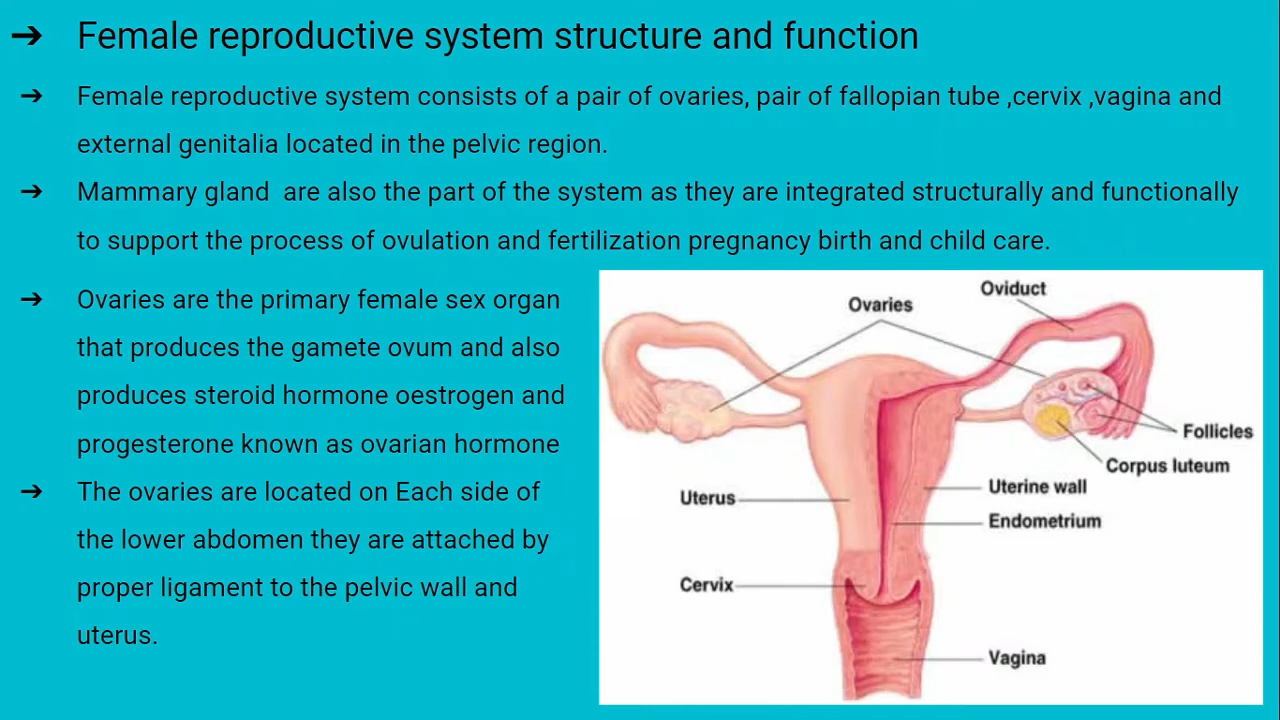 ➔ Female reproductive system structure and function
➔ Female reproductive system consists of a pair of ovaries, pair of fallopian tube ,cervix ,vagina and
external genitalia located in the pelvic region.
➔ Mammary gland  are also the part of the system as they are integrated structurally and functionally
to support the process of ovulation and fertilization pregnancy birth and child care.
➔ Ovaries are the primary female sex organ
that produces the gamete ovum and also
produces steroid hormone oestrogen and
progesterone known as ovarian hormone
➔ The ovaries are located on Each side of
the lower abdomen they are attached by
proper ligament to the pelvic wall and
uterus.
Oviduct
Ovaries
Follicles
Corpus luteum
Uterus
Uterine wall
Endometrium
Cervix
Vagina